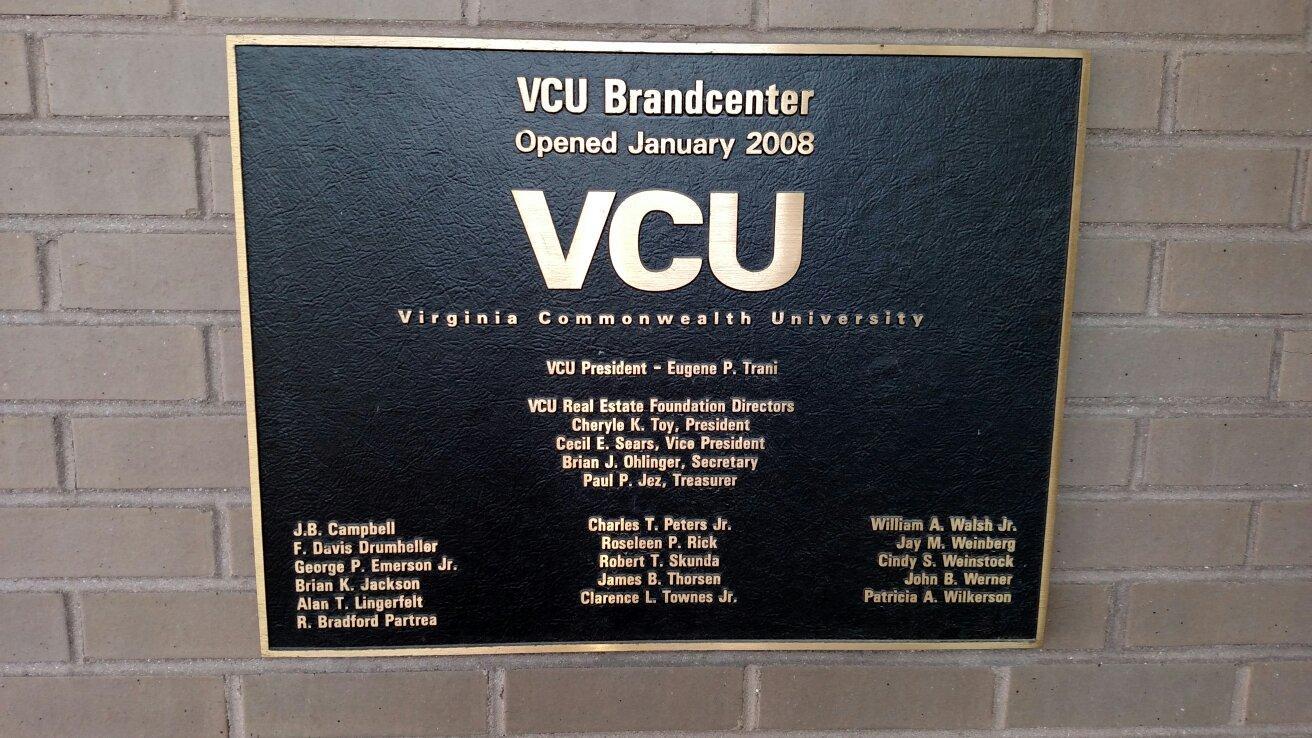 VCU Brandcenter
Opened January 2008
VCU
Virginia Commonwealth University
VCU President - Eugene P. Trani
VCU Real Estate Foundation Directors
Cheryle K. Toy, President
Cecil E. Sears, Vice President
Brian J. Ohlinger, Secretary
Paul P. Jez, Treasurer
J.B. Campbell
F. Davis Drumheller
George P. Emerson Jr.
Brian K. Jackson
Alan T. Lingerfelt
R. Bradford Partrea
Charles T. Peters Jr.
Roseleen P. Rick
Robert T. Skunda
James B. Thorsen
Clarence L. Townes Jr.
William A. Walsh Jr.
Jay M. Weinberg
Cindy S. Weinstock
John B. Werner
Patricia A. Wilkerson